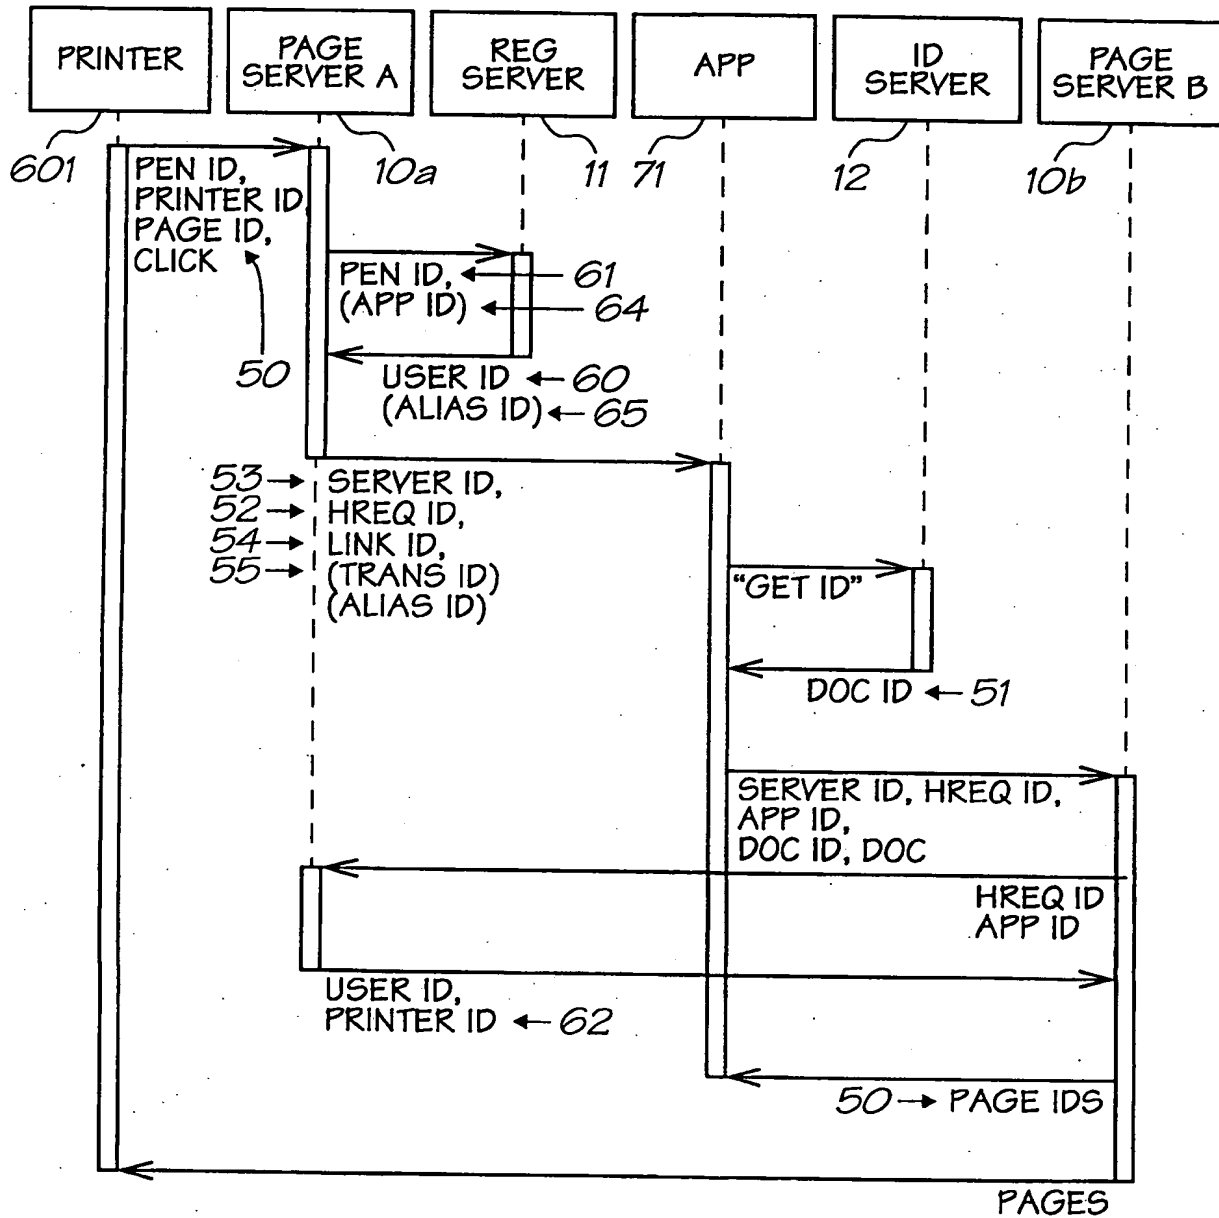 PRINTER
PAGE
SERVER A
REG
SERVER
APP
ID
SERVER
PAGE
SERVER B
601
10a
11
71
12
10b
PEN ID,
PRINTER ID
PAGE ID,
CLICK
50
PEN ID,
61
(APP ID)
64
USER ID
60
(ALIAS ID)
65
53
SERVER ID,
52
HREQ ID,
54
LINK ID,
55
(TRANS ID)
(ALIAS ID)
"GET ID"
DOC ID
51
SERVER ID, HREQ ID,
APP ID,
DOC ID, DOC
HREQ ID
APP ID
USER ID,
PRINTER ID
62
50
PAGE IDS
PAGES